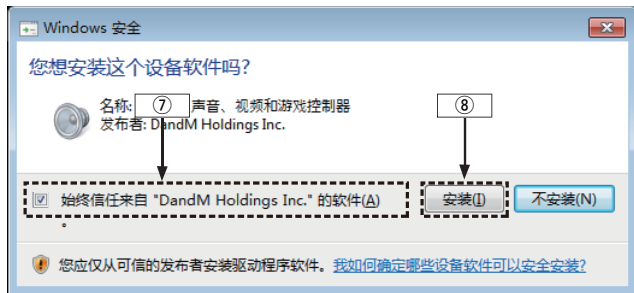 Windows 安全
您想安装这个设备软件吗?
名称: ⑦ 声音、视频和游戏控制器
⑧
发布者: DandM Holdings Inc.
始终信任来自 "DandM Holdings Inc." 的软件(A)
。
安装(I)
不安装(N)
您应仅从可信的发布者安装驱动程序软件。我如何确定哪些设备软件可以安全安装?